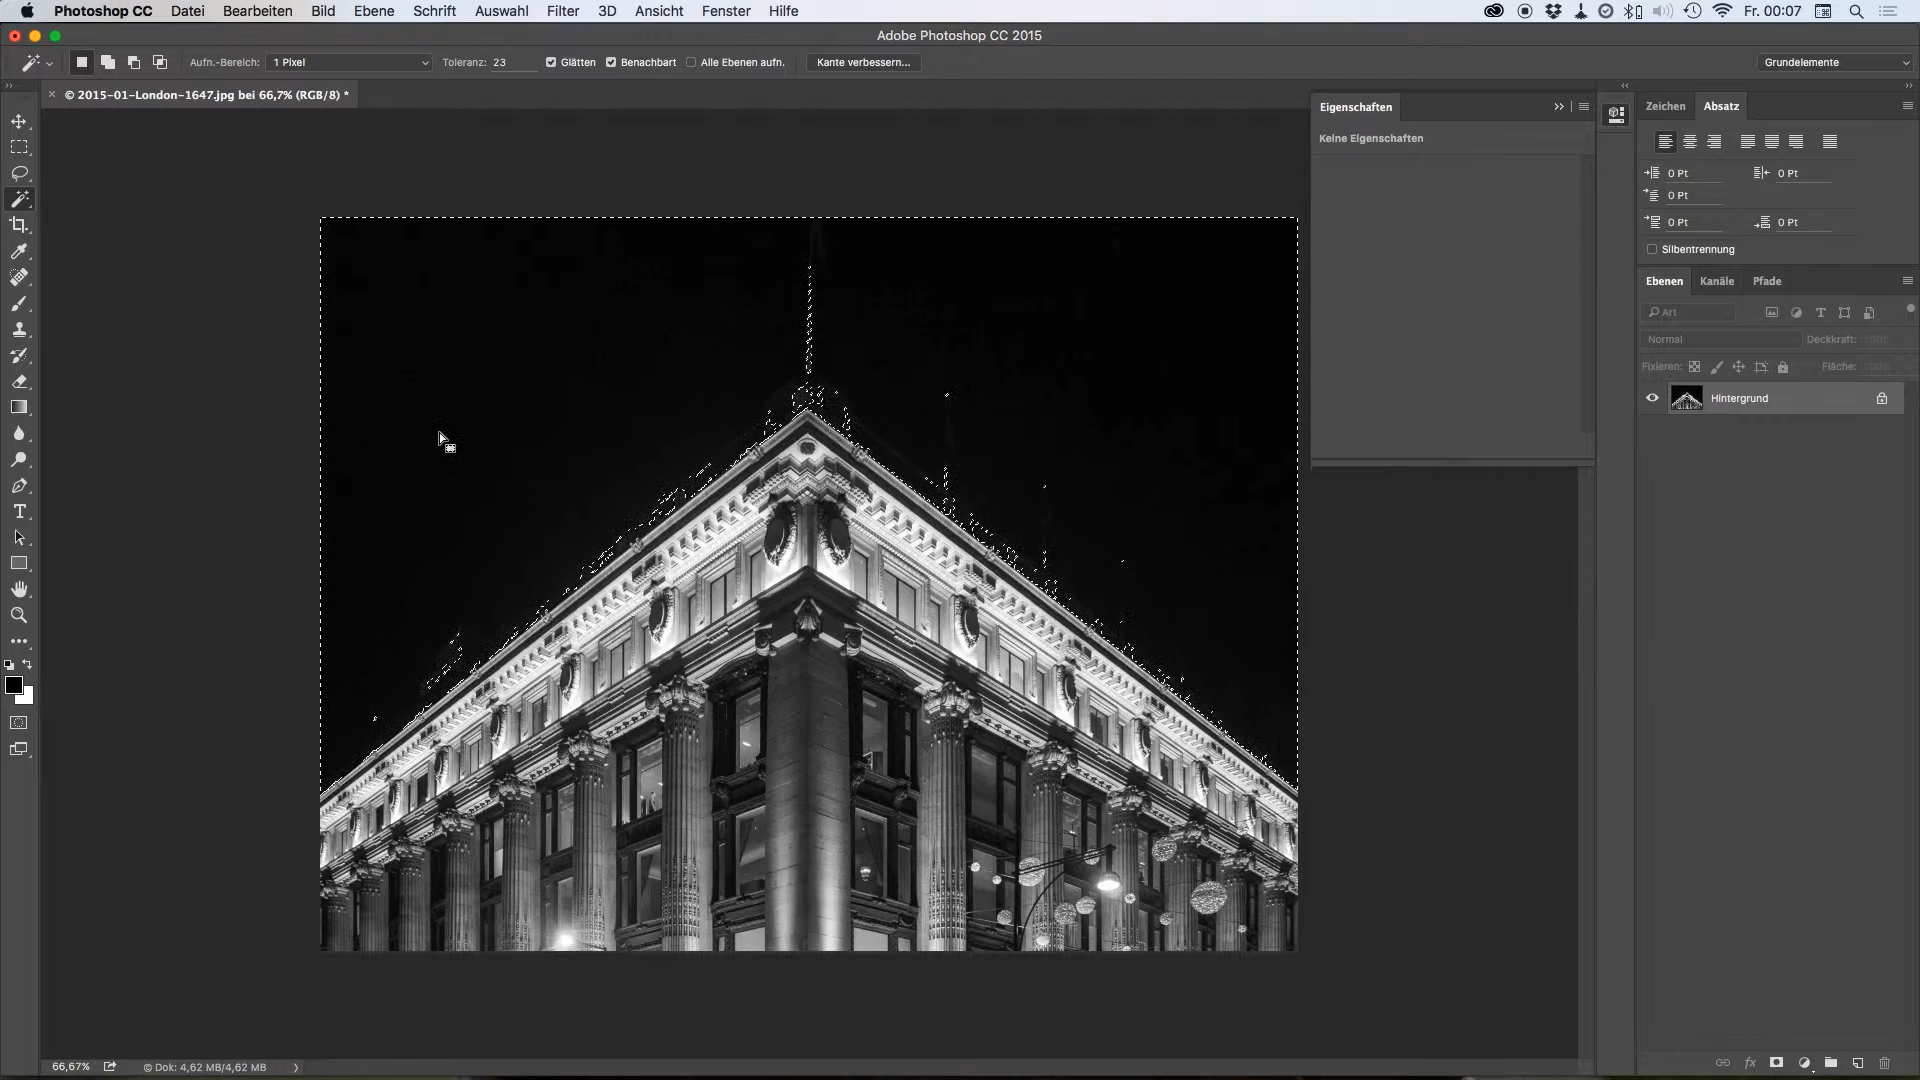 Photoshop CC Datei Bearbeiten Bild Ebene Schrift Auswahl Filter 3D Ansicht Fenster Hilfe Fr. 00:07
Adobe Photoshop CC 2015
Aufn.-Bereich: 1 Pixel Toleranz: 23 Glätten Benachbart Alle Ebenen aufn. Kante verbessern... Grundelemente
© 2015-01-London-1647.jpg bei 66,7% (RGB/8) *
Eigenschaften
Keine Eigenschaften
Zeichen Absatz
0 Pt 0 Pt
0 Pt
0 Pt 0 Pt
Silbentrennung
Ebenen Kanäle Pfade
Art
Normal Deckkraft: 100%
Fixieren: Fläche: 100%
Hintergrund
T
fx
66,67% © Dok: 4,62 MB/4,62 MB